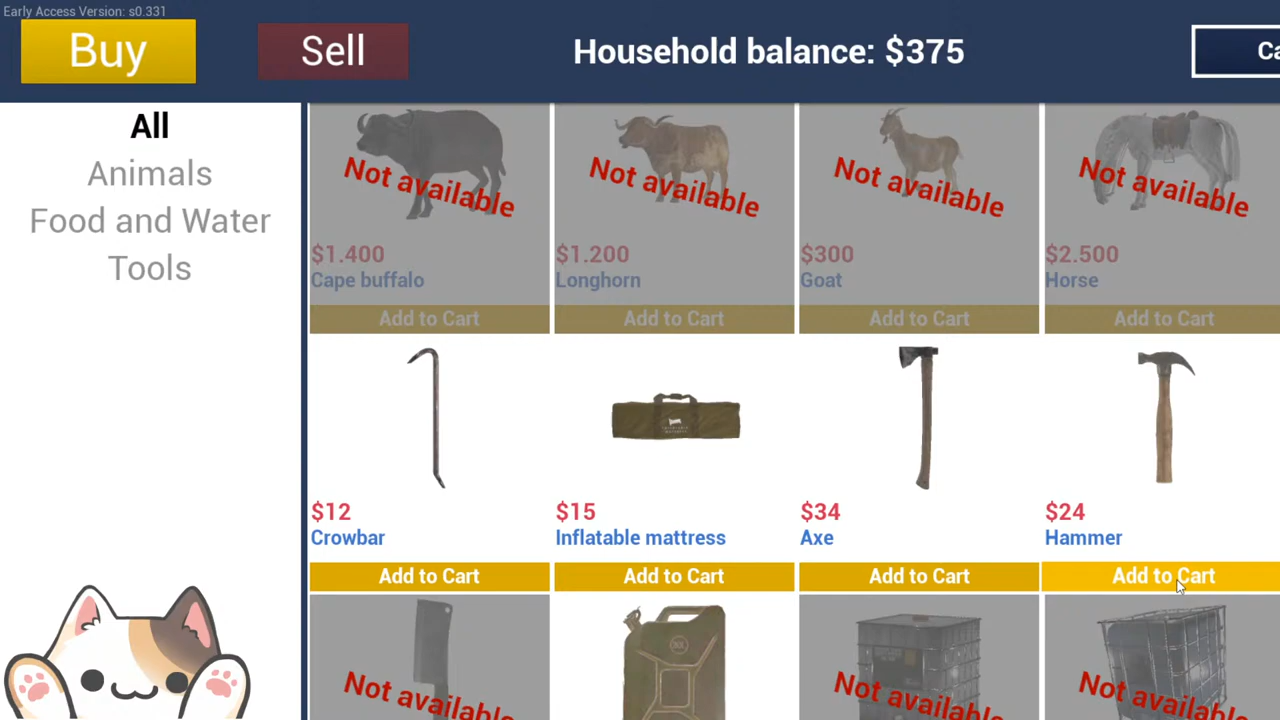 Early Access Version: s0.331
Buy
Sell
Household balance: $375
Ca
All
Animals
Food and Water
Tools
Not available
$1.400
Cape buffalo
Add to Cart
Not available
$1.200
Longhorn
Add to Cart
Not available
$300
Goat
Add to Cart
Not available
$2.500
Horse
Add to Cart
$12
Crowbar
Add to Cart
$15
Inflatable mattress
Add to Cart
$34
Axe
Add to Cart
$24
Hammer
Add to Cart
Not available
Not available
Not available